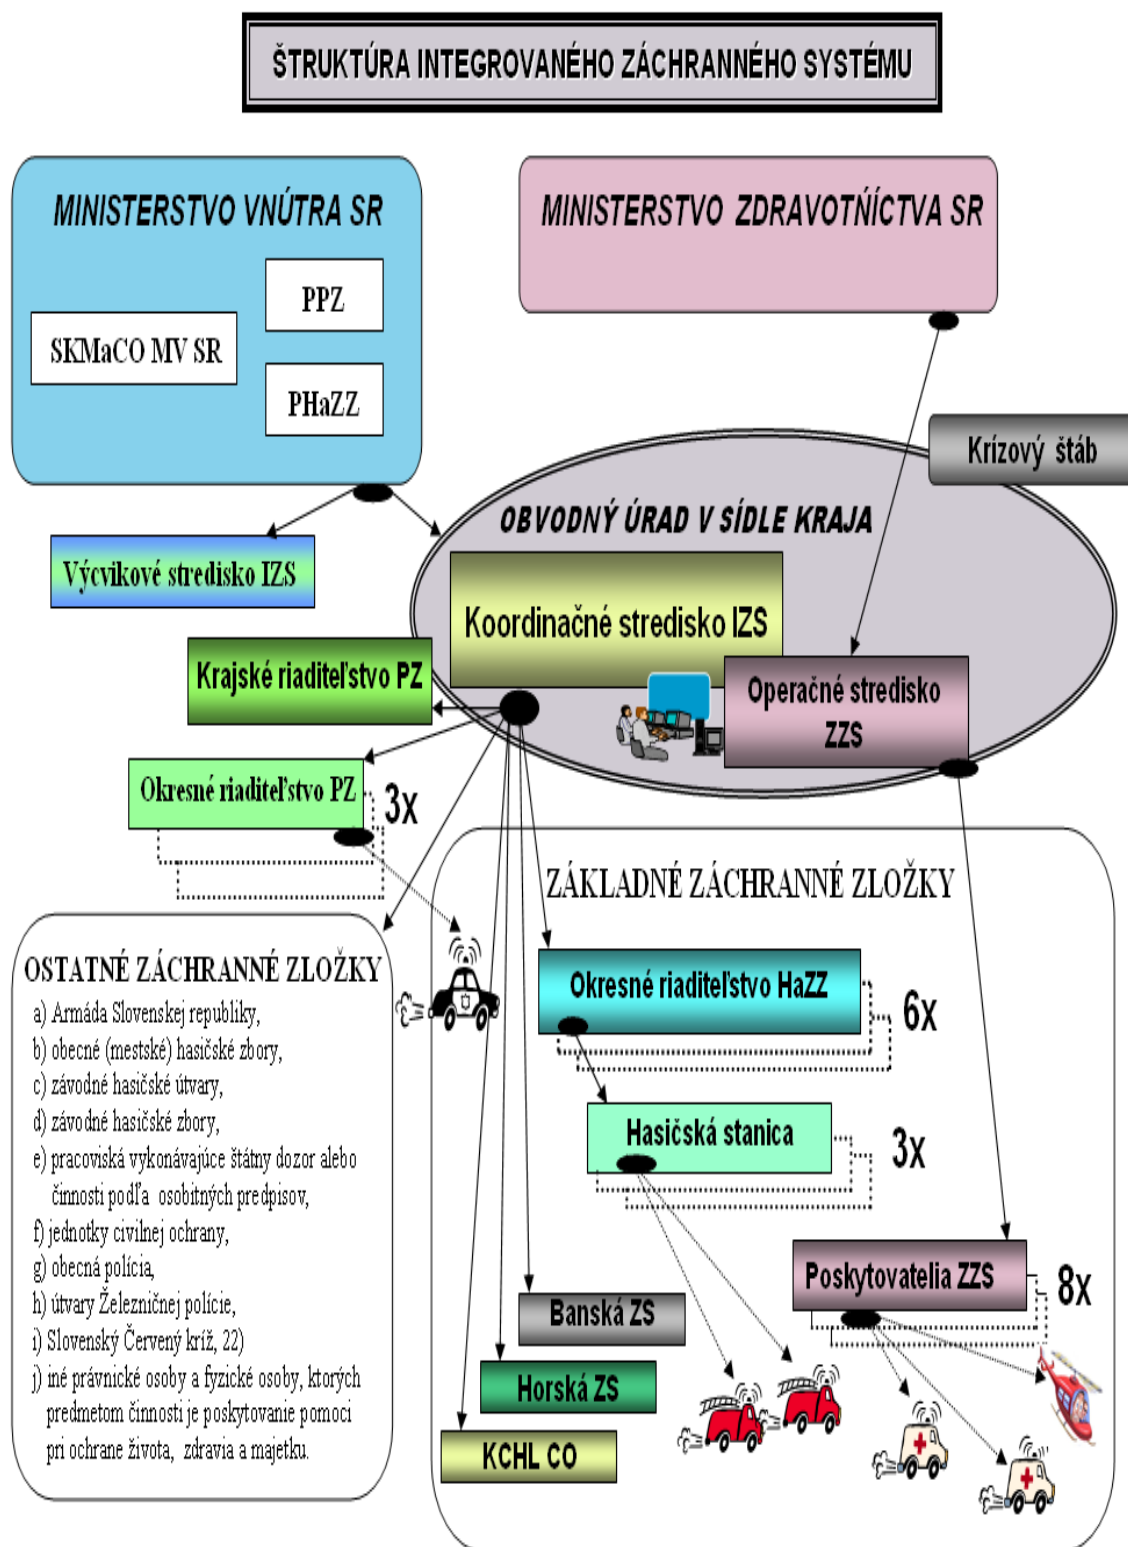 ŠTRUKTÚRA INTEGROVANÉHO ZÁCHRANNÉHO SYSTÉMU
MINISTERSTVO VNÚTRA SR
PPZ
SKMaCO MV SR
PHaZZ
MINISTERSTVO ZDRAVOTŃÍCTVA SR
Krízový štáb
OBVODNÝ ÚRAD V SÍDLE KRAJA
Výcvikové stredisko IZS
Koordinačné stredisko IZS
Krajské riaditeľstvo PZ
Operačné stredisko
ZZS
Okresné riaditeľstvo PZ
3x
ZÁKLADNÉ ZÁCHRANNÉ ZLOŽKY
OSTATNÉ ZÁCHRANNÉ ZLOŽKY
a) Armáda Slovenskej republiky,
b) obecné (mestské) hasičské zbory,
c) závodné hasičské útvary,
d) závodné hasičské zbory,
e) pracoviská vykonávajúce štátny dozor alebo
činnosti podľa osobitných predpisov,
f) jednotky civilnej ochrany,
g) obecná polícia,
h) útvary Železničnej polície,
i) Slovenský Červený kríž, 22)
j) iné právnické osoby a fyzické osoby, ktorých
predmetom činnosti je poskytovanie pomoci
pri ochrane života, zdravia a majetku.
Okresné riaditeľstvo HaZZ
6x
Hasičská stanica
3x
Poskytovatelia ZZS
8x
Banská ZS
Horská ZS
KCHL CO